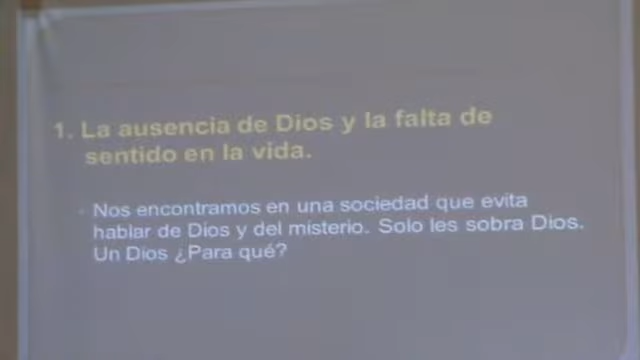 1. La ausencia de Dios y la falta de
sentido en la vida.
Nos encontramos en una sociedad que evita
hablar de Dios y del misterio. Solo les sobra Dios.
Un Dios ¿Para qué?